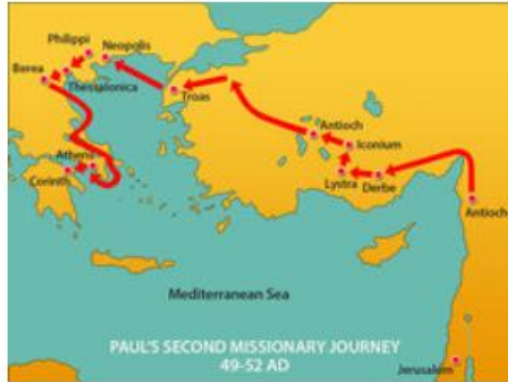 Philippi
Neopolis
Berea
Thessalonica
Troas
Antioch
Iconium
Athens
Corinth
Lystra
Derbe
Antioch
Mediterranean Sea
PAUL'S SECOND MISSIONARY JOURNEY
49-52 AD
Jerusalem